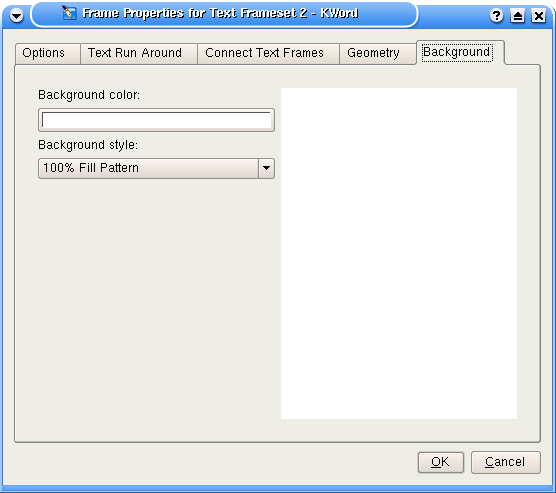 Frame Properties for Text Frameset 2 - KWord
?
Options Text Run Around Connect Text Frames Geometry Background
Background color:
Background style:
100% Fill Pattern
OK Cancel